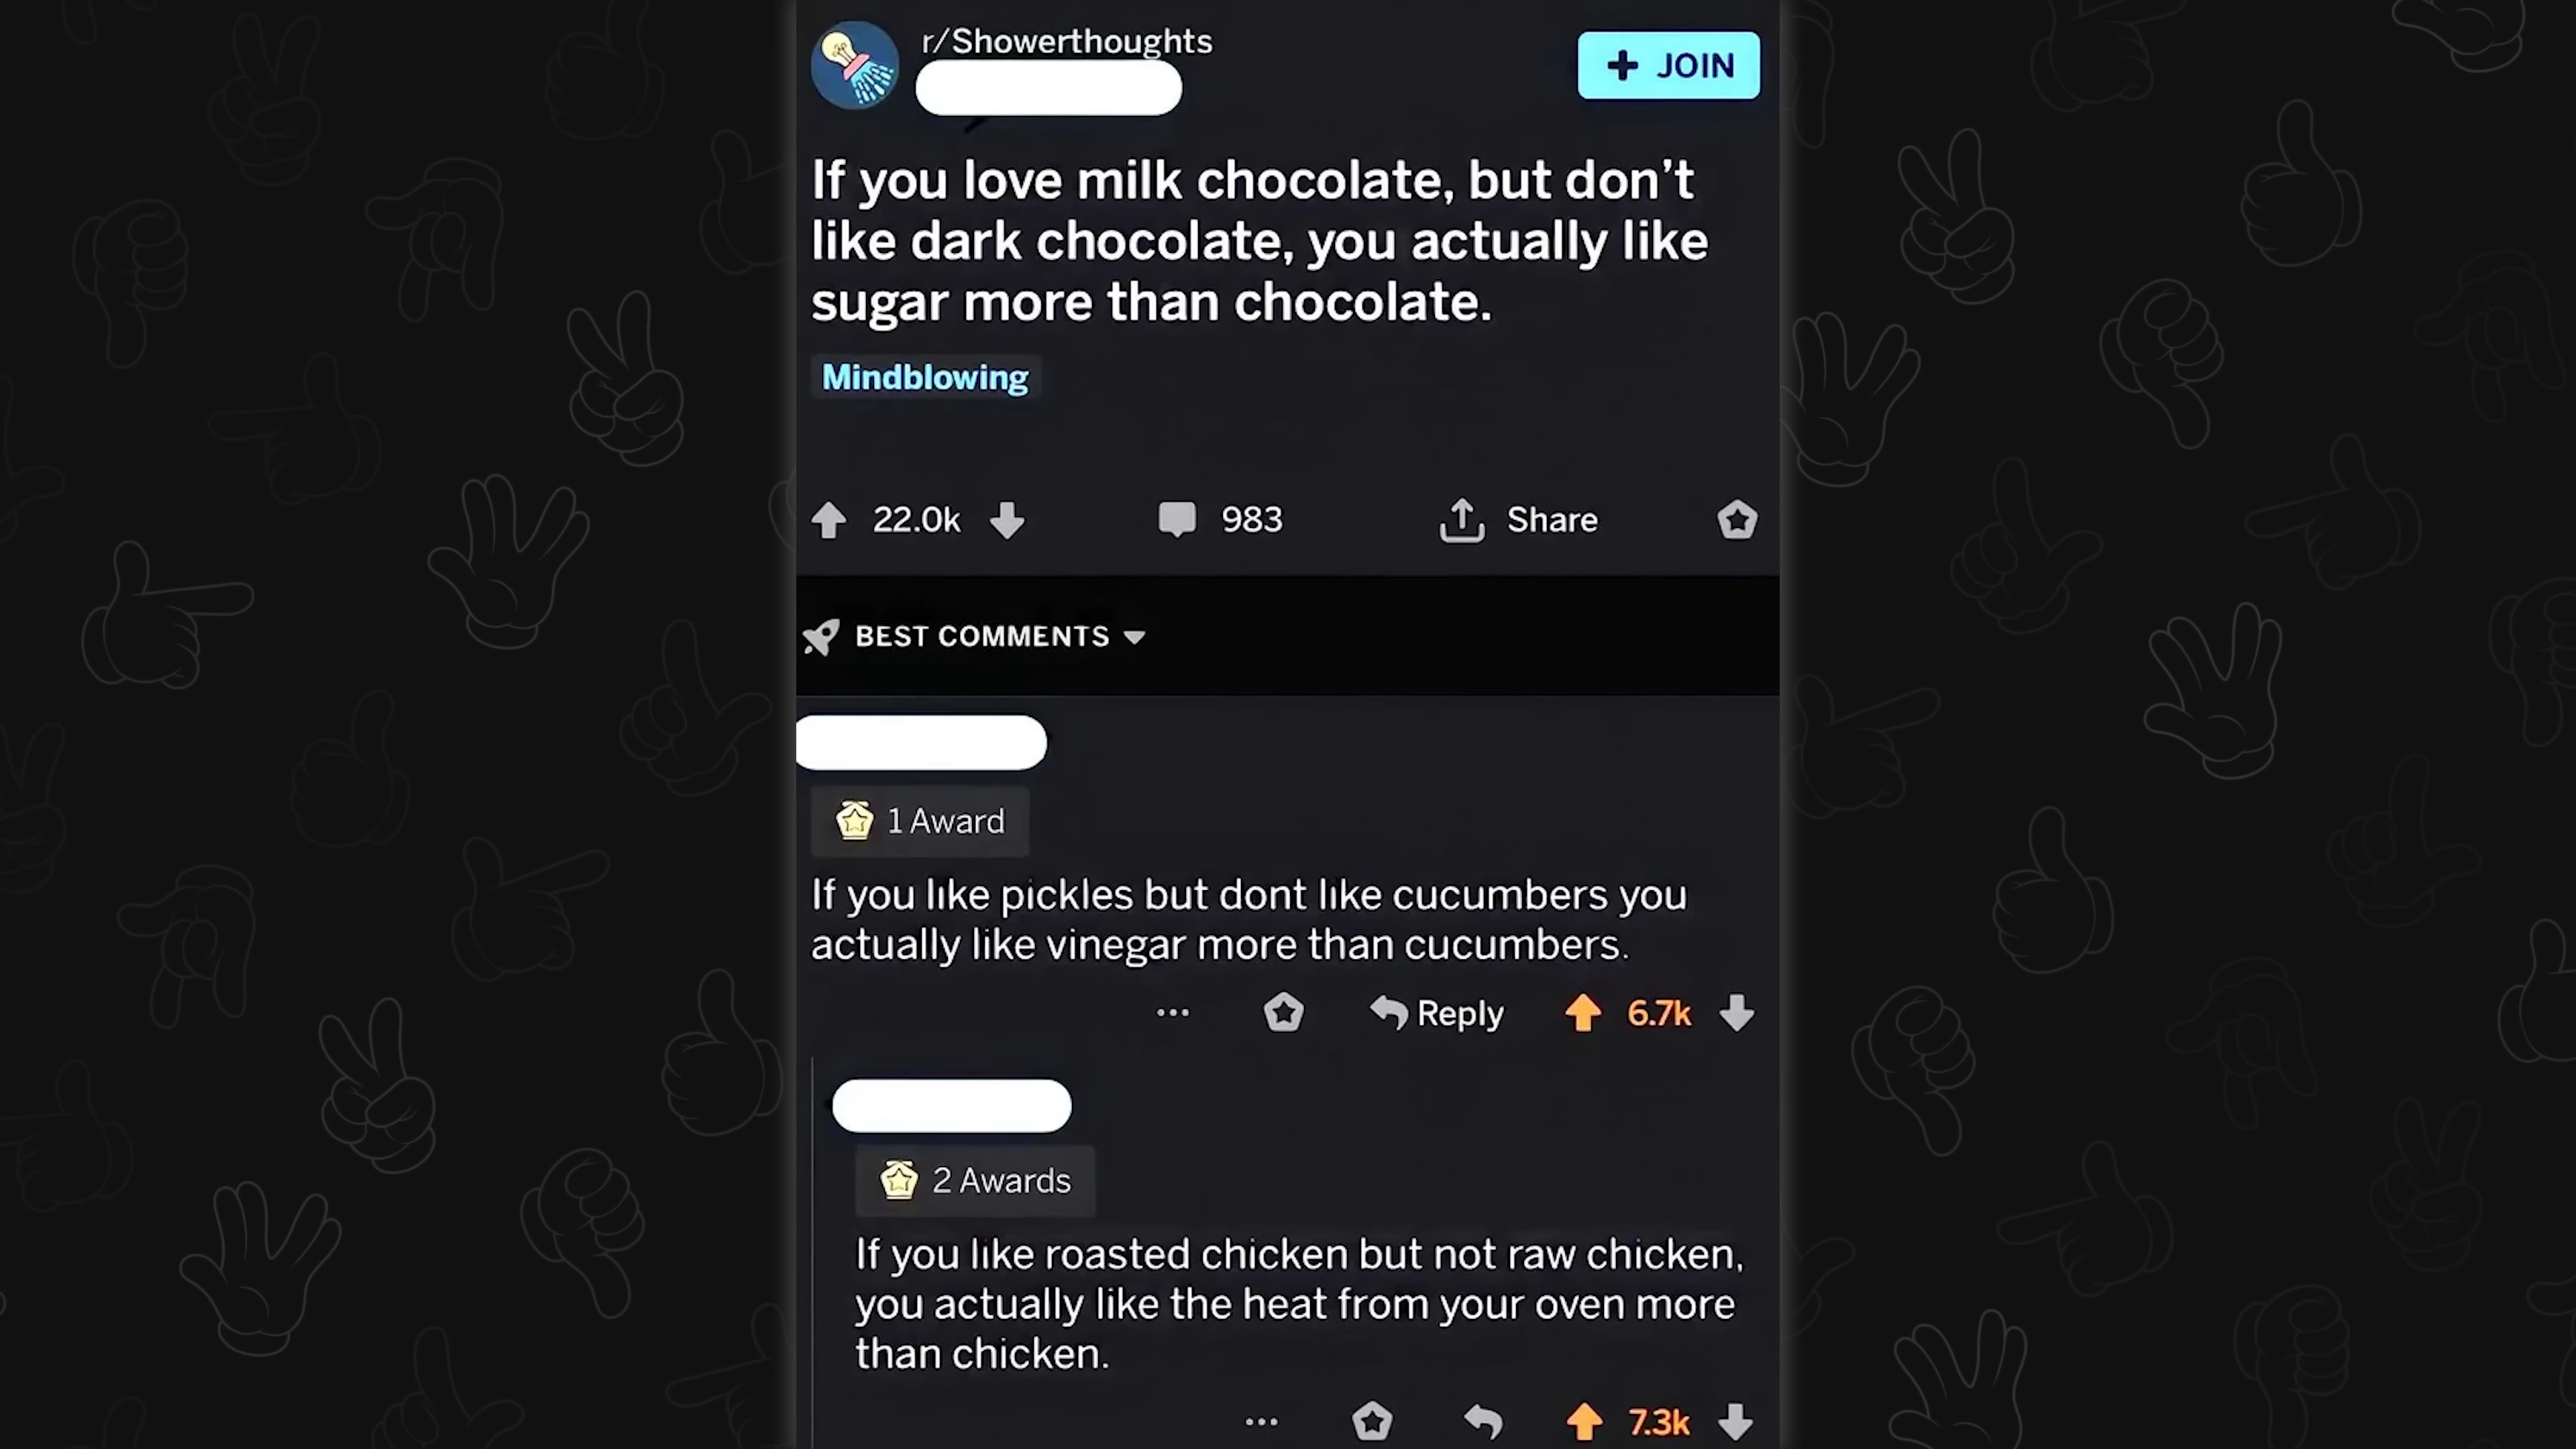 r/Showerthoughts
+ JOIN
If you love milk chocolate, but don't
like dark chocolate, you actually like
sugar more than chocolate.
Mindblowing
22.0k 983 Share
BEST COMMENTS
1 Award
If you like pickles but dont like cucumbers you
actually like vinegar more than cucumbers.
... Reply 6.7k
2 Awards
If you like roasted chicken but not raw chicken,
you actually like the heat from your oven more
than chicken.
... 7.3k